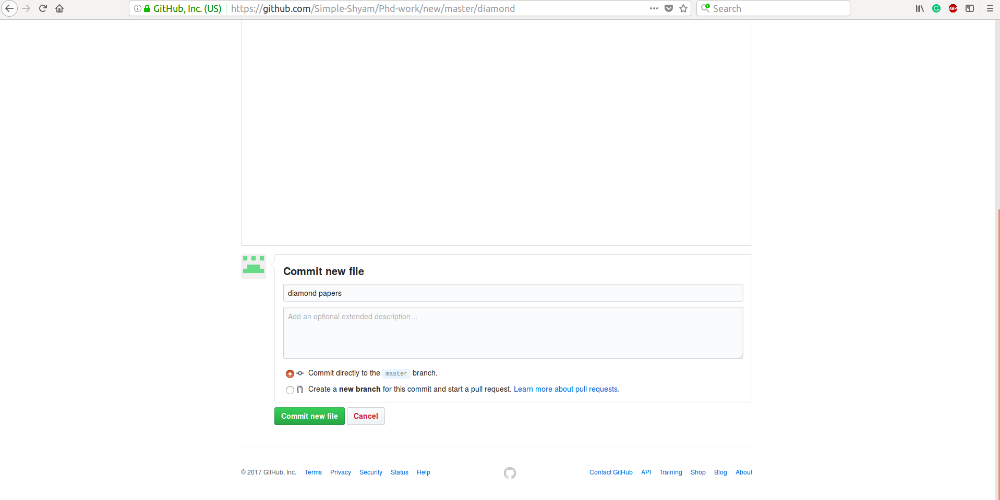 GitHub, Inc. (US) https://github.com/Simple-Shyam/Phd-work/new/master/diamond Search ABP
Commit new file
diamond papers
Add an optional extended description…
Commit directly to the master branch.
Create a new branch for this commit and start a pull request. Learn more about pull requests.
Commit new file Cancel
© 2017 GitHub, Inc. Terms Privacy Security Status Help Contact GitHub API Training Shop Blog About